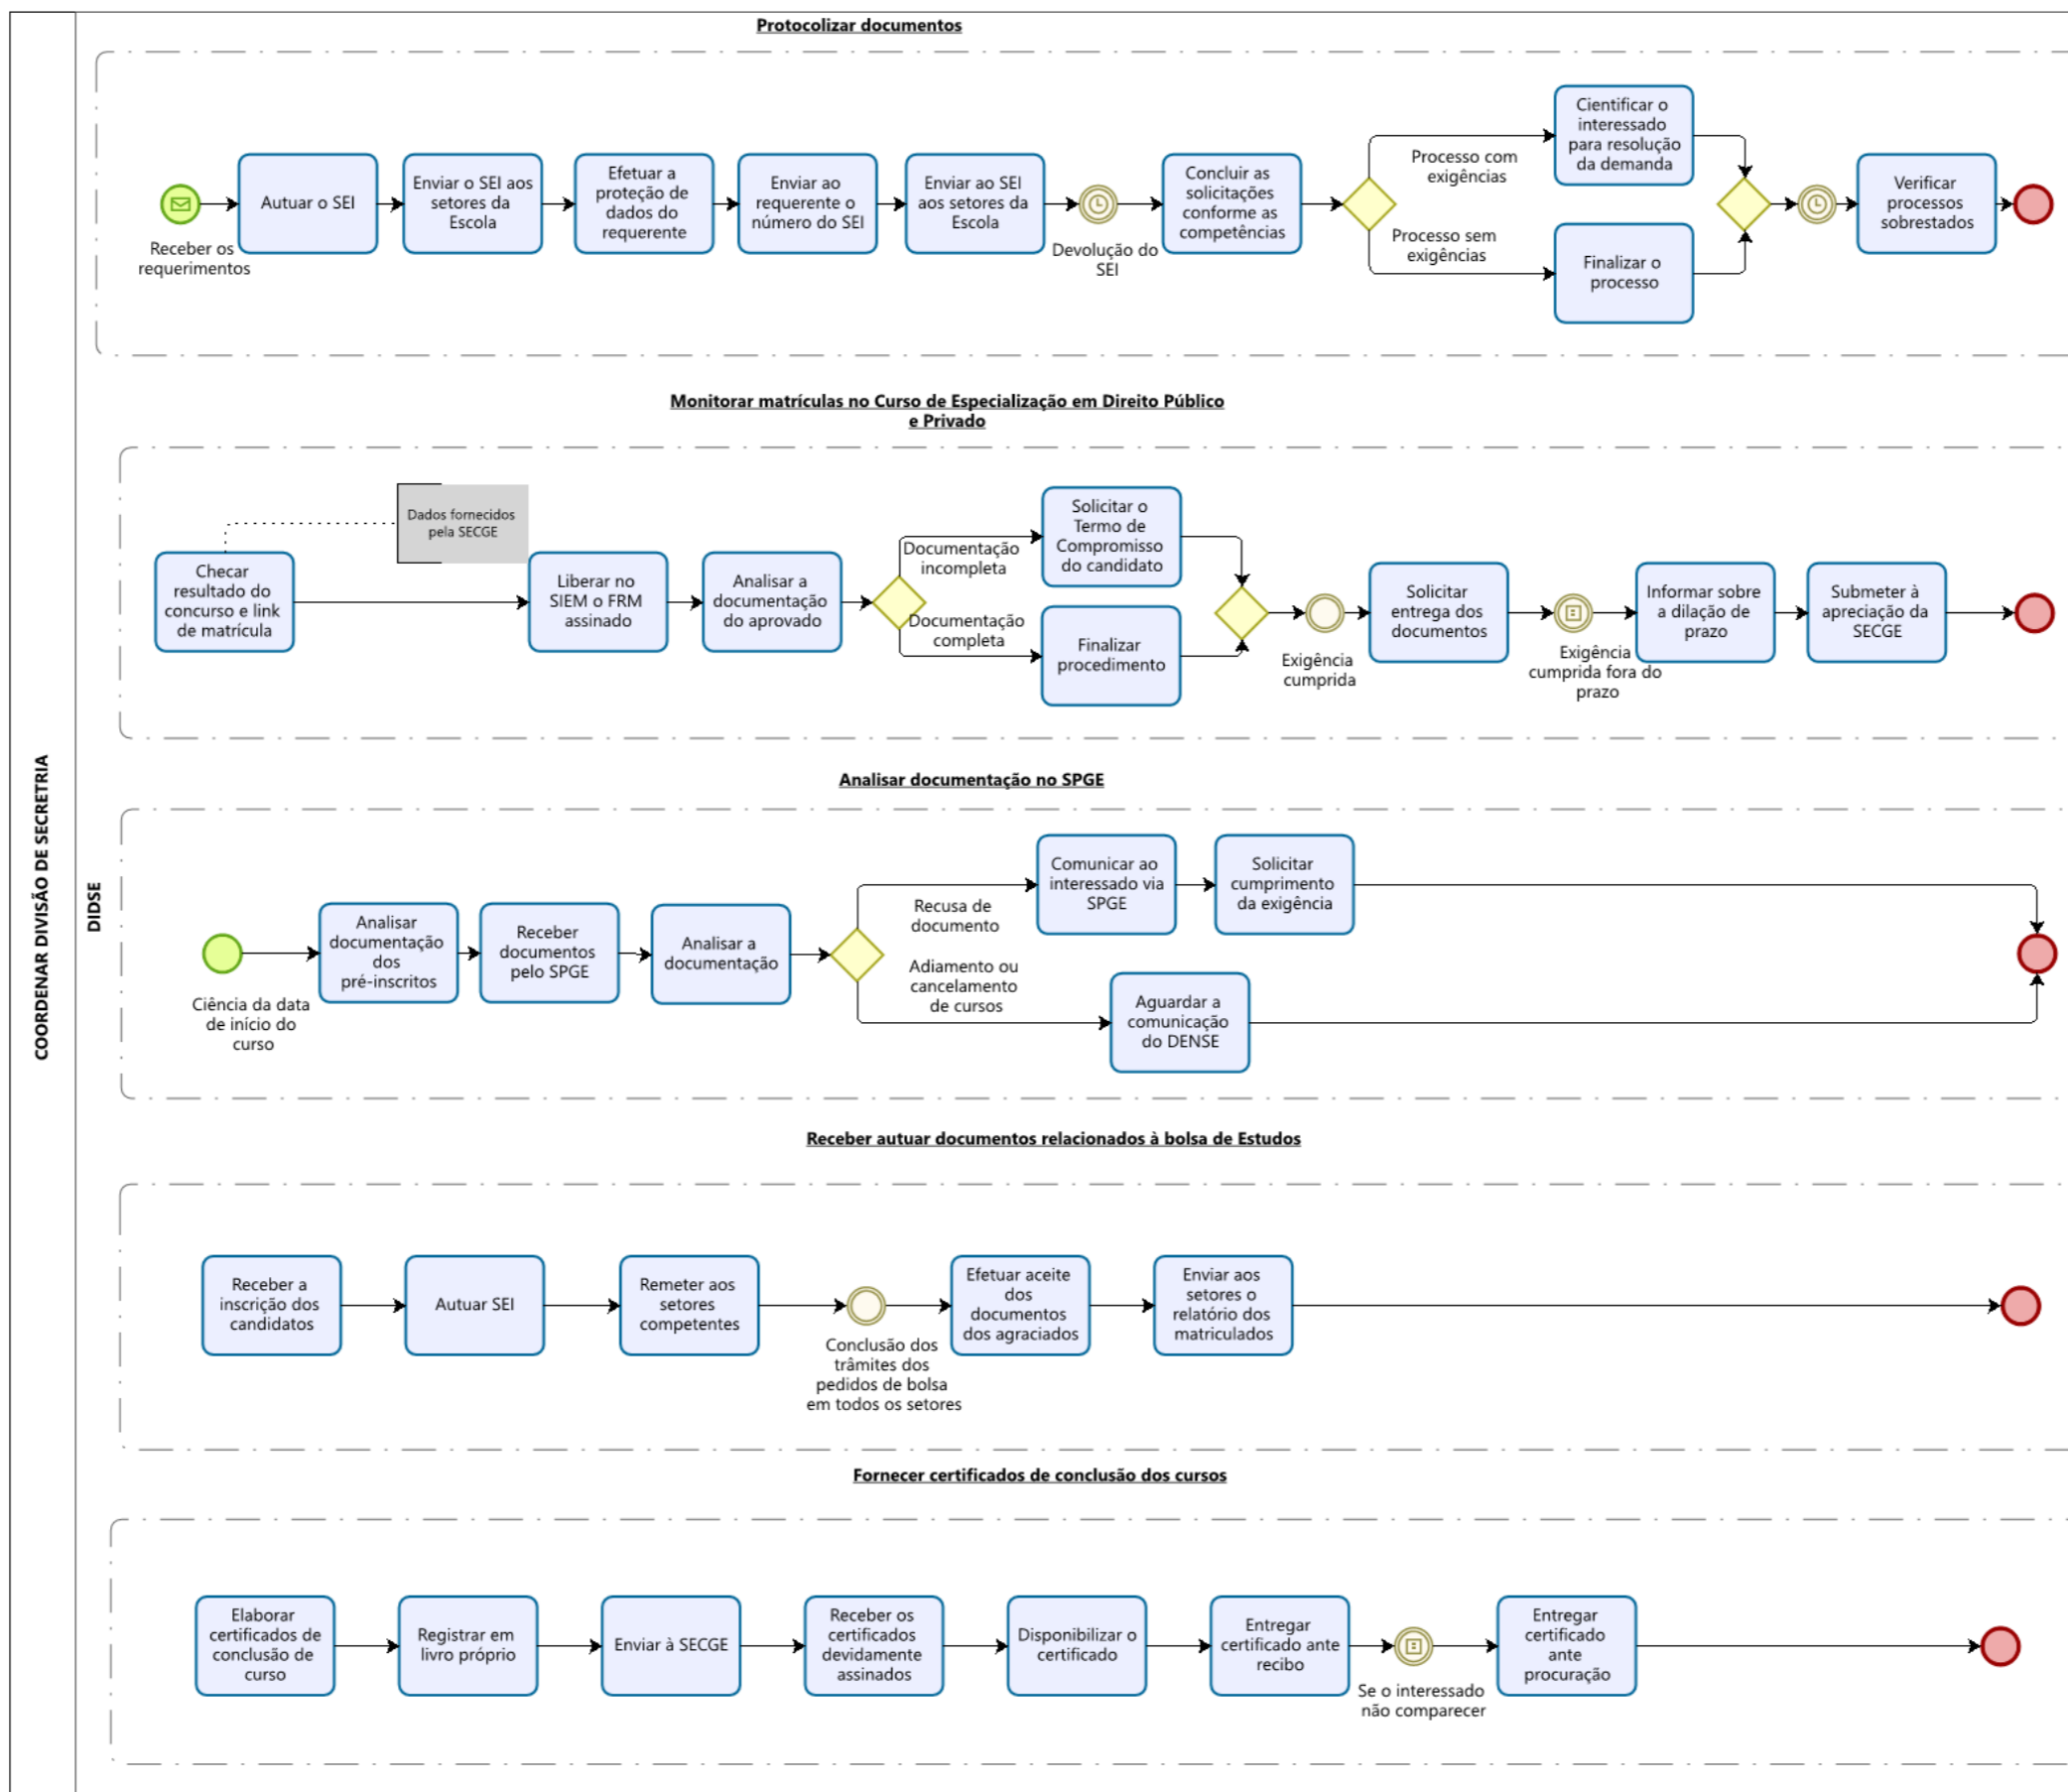 COORDENAR DIVISÃO DE SECRETRIA
DIDSE
Protocolizar documentos
Receber os
requerimentos
Autuar o SEI
Enviar o SEI aos
setores da
Escola
Efetuar a
proteção de
dados do
requerente
Enviar ao
requerente o
número do SEI
Enviar ao SEI
aos setores da
Escola
Devolução do
SEI
Concluir as
solicitações
conforme as
competências
Processo com
exigências
Processo sem
exigências
Cientificar o
interessado
para resolução
da demanda
Finalizar o
processo
Verificar
processos
sobrestados
Monitorar matrículas no Curso de Especialização em Direito Público
e Privado
Dados fornecidos
pela SECGE
Checar
resultado do
concurso e link
de matrícula
Liberar no
SIEM o FRM
assinado
Analisar a
documentação
do aprovado
Documentação
incompleta
Documentação
completa
Solicitar o
Termo de
Compromisso
do candidato
Finalizar
procedimento
Exigência
cumprida
Solicitar
entrega dos
documentos
Exigência
cumprida fora do
prazo
Informar sobre
a dilação de
prazo
Submeter à
apreciação da
SECGE
Analisar documentação no SPGE
Ciência da data
de início do
curso
Analisar
documentação
dos
pré-inscritos
Receber
documentos
pelo SPGE
Analisar a
documentação
Recusa de
documento
Adiamento ou
cancelamento
de cursos
Comunicar ao
interessado via
SPGE
Solicitar
cumprimento
da exigência
Aguardar a
comunicação
do DENSE
Receber autuar documentos relacionados à bolsa de Estudos
Receber a
inscrição dos
candidatos
Autuar SEI
Remeter aos
setores
competentes
Conclusão dos
trâmites dos
pedidos de bolsa
em todos os setores
Efetuar aceite
dos
documentos
dos agraciados
Enviar aos
setores o
relatório dos
matriculados
Fornecer certificados de conclusão dos cursos
Elaborar
certificados de
conclusão de
curso
Registrar em
livro próprio
Enviar à SECGE
Receber os
certificados
devidamente
assinados
Disponibilizar o
certificado
Entregar
certificado ante
recibo
Se o interessado
não comparecer
Entregar
certificado
ante
procuração